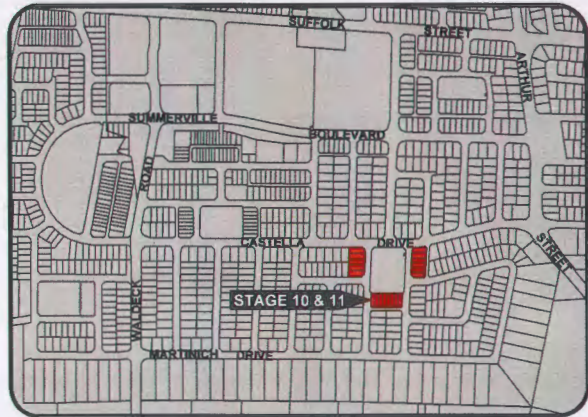 SUFFOLK STREET
ARTHUR STREET
SUMMERVILLE BOULEVARD
WALDECK ROAD
CASTELLA DRIVE
STAGE 10 & 11
MARTINICH DRIVE